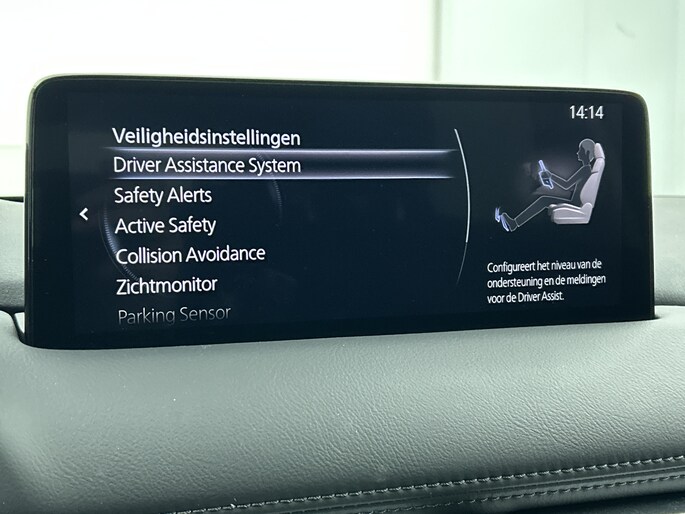 14:14
Veiligheidsinstellingen
Driver Assistance System
Safety Alerts
Active Safety
Collision Avoidance
Zichtmonitor
Parking Sensor
Configureert het niveau van de
ondersteuning en de meldingen
voor de Driver Assist.